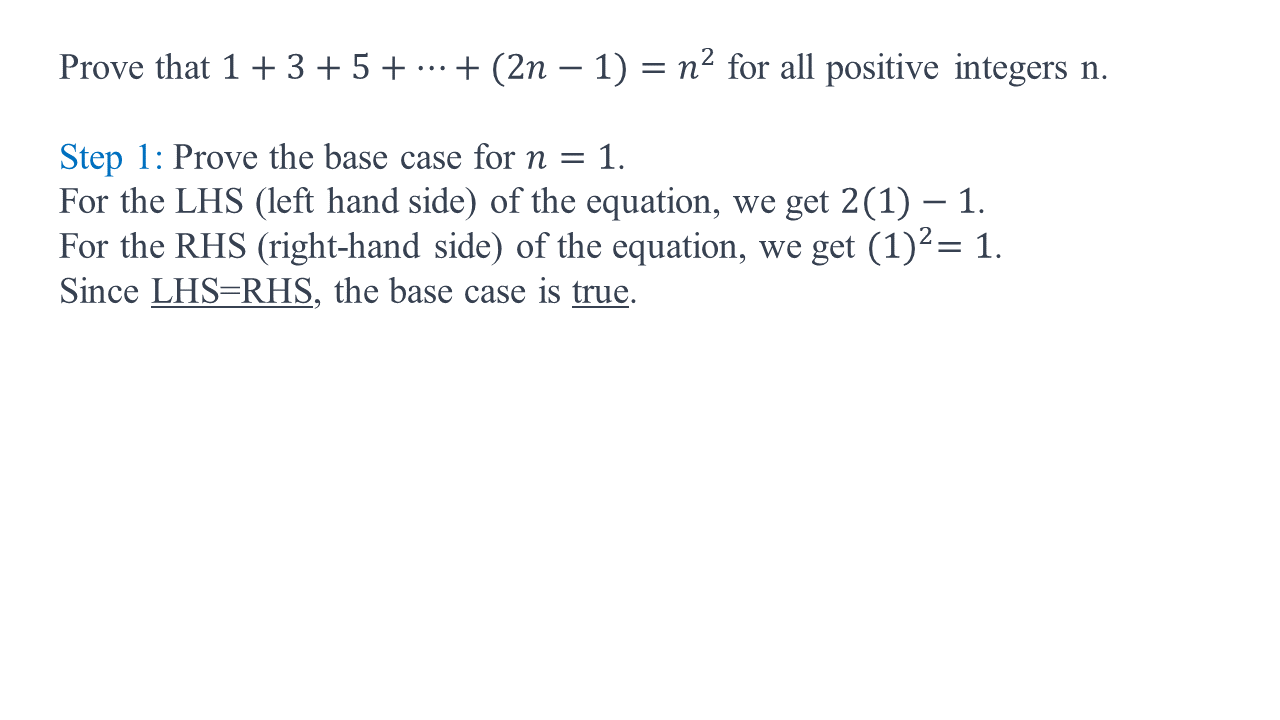 Prove that 1 + 3 + 5 + ⋯ + (2𝑛 − 1) = 𝑛² for all positive integers n.
Step 1: Prove the base case for 𝑛 = 1.
For the LHS (left hand side) of the equation, we get 2(1) − 1.
For the RHS (right-hand side) of the equation, we get (1)²= 1.
Since LHS=RHS, the base case is true.